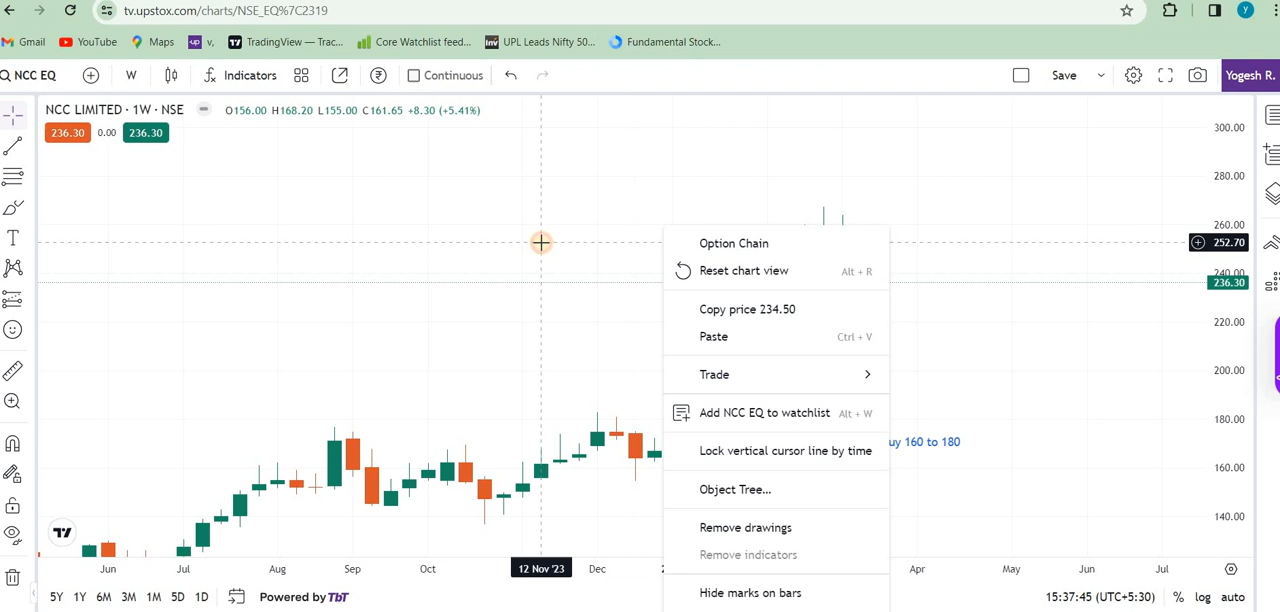 tv.upstox.com/charts/NSE_EQ%7C2319
y
Gmail YouTube Maps up v, TradingView — Trac... Core Watchlist feed... Inv UPL Leads Nifty 50... Fundamental Stock...
NCC EQ W Indicators Continuous Save Yogesh R.
NCC LIMITED · 1W · NSE O156.00 H168.20 L155.00 C161.65 +8.30 (+5.41%)
236.30 0.00 236.30
300.00
280.00
260.00
252.70
240.00
236.30
220.00
200.00
180.00
160.00
140.00
Option Chain
Reset chart view Alt + R
Copy price 234.50
Paste Ctrl + V
Trade
Add NCC EQ to watchlist Alt + W
Lock vertical cursor line by time
Object Tree...
Remove drawings
Remove indicators
Hide marks on bars
uy 160 to 180
Jun Jul Aug Sep Oct 12 Nov '23 Dec 2 Apr May Jun Jul
5Y 1Y 6M 3M 1M 5D 1D Powered by TbT 15:37:45 (UTC+5:30) % log auto